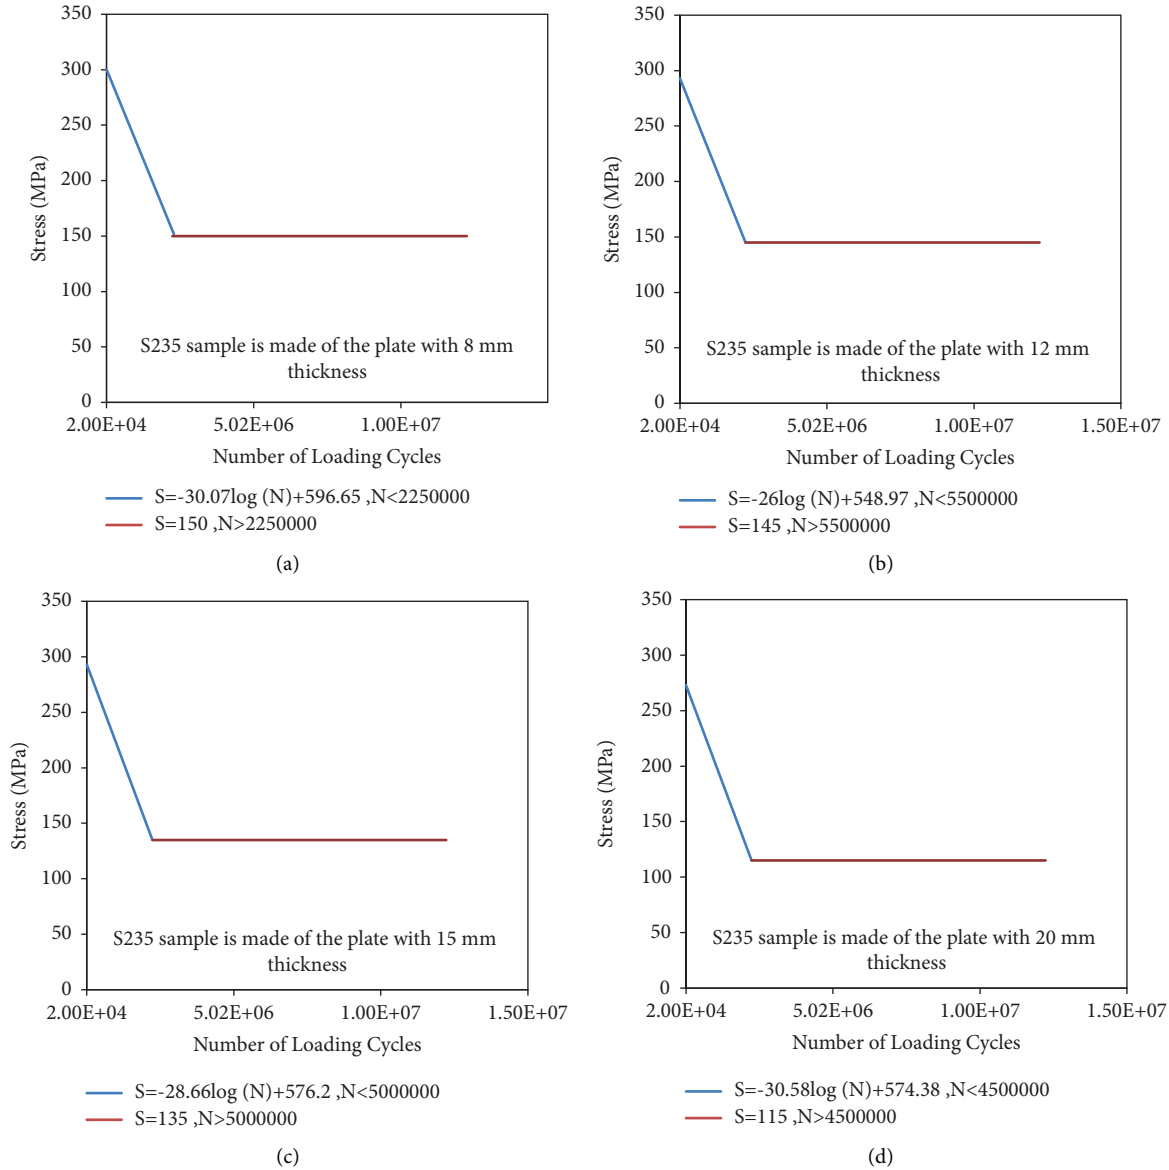 350
300
250
200
150
100
50
0
Stress (MPa)
S235 sample is made of the plate with 8 mm
thickness
2.00E+04 5.02E+06 1.00E+07
Number of Loading Cycles
S=-30.07log (N)+596.65 ,N<2250000
S=150 ,N>2250000
(a)
350
300
250
200
150
100
50
0
Stress (MPa)
S235 sample is made of the plate with 12 mm
thickness
2.00E+04 5.02E+06 1.00E+07 1.50E+07
Number of Loading Cycles
S=-26log (N)+548.97 ,N<5500000
S=145 ,N>5500000
(b)
350
300
250
200
150
100
50
0
Stress (MPa)
S235 sample is made of the plate with 15 mm
thickness
2.00E+04 5.02E+06 1.00E+07 1.50E+07
Number of Loading Cycles
S=-28.66log (N)+576.2 ,N<5000000
S=135 ,N>5000000
(c)
350
300
250
200
150
100
50
0
Stress (MPa)
S235 sample is made of the plate with 20 mm
thickness
2.00E+04 5.02E+06 1.00E+07 1.50E+07
Number of Loading Cycles
S=-30.58log (N)+574.38 ,N<4500000
S=115 ,N>4500000
(d)